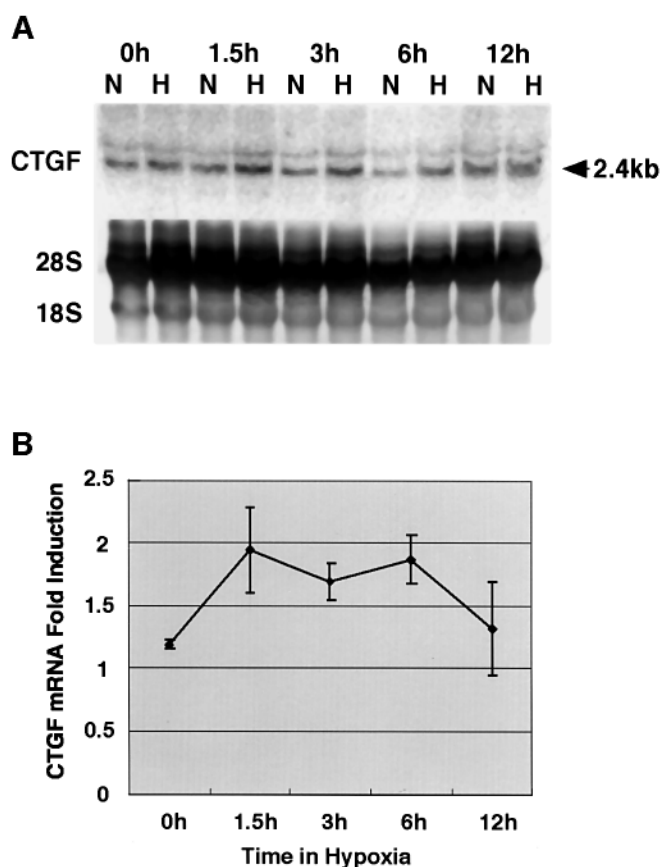 A
0h 1.5h 3h 6h 12h
N H N H N H N H N H
CTGF
2.4kb
28S
18S
B
CTGF mRNA Fold Induction
2.5
2
1.5
1
0.5
0
0h 1.5h 3h 6h 12h
Time in Hypoxia